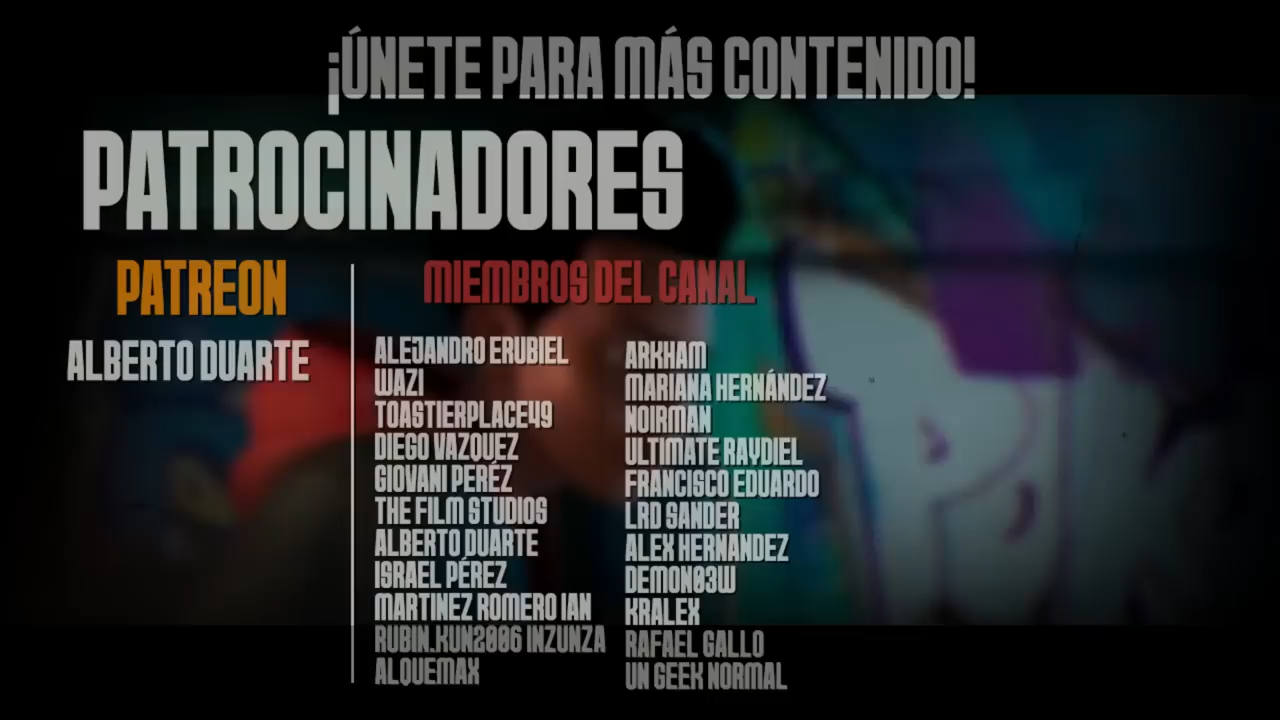 ¡ÚNETE PARA MÁS CONTENIDO!
PATROCINADORES
PATREON
ALBERTO DUARTE
MIEMBROS DEL CANAL
ALEJANDRO ERUBIEL
WAZI
TOASTIERPLACE49
DIEGO VAZQUEZ
GIOVANI PERÉZ
THE FILM STUDIOS
ALBERTO DUARTE
ISRAEL PÉREZ
MARTINEZ ROMERO IAN
RUBIN.KUN2006 INZUNZA
ALQUEMAX
ARKHAM
MARIANA HERNÁNDEZ
NOIRMAN
ULTIMATE RAYDIEL
FRANCISCO EDUARDO
LRD SANDER
ALEX HERNANDEZ
DEMON03W
KRALEX
RAFAEL GALLO
UN GEEK NORMAL